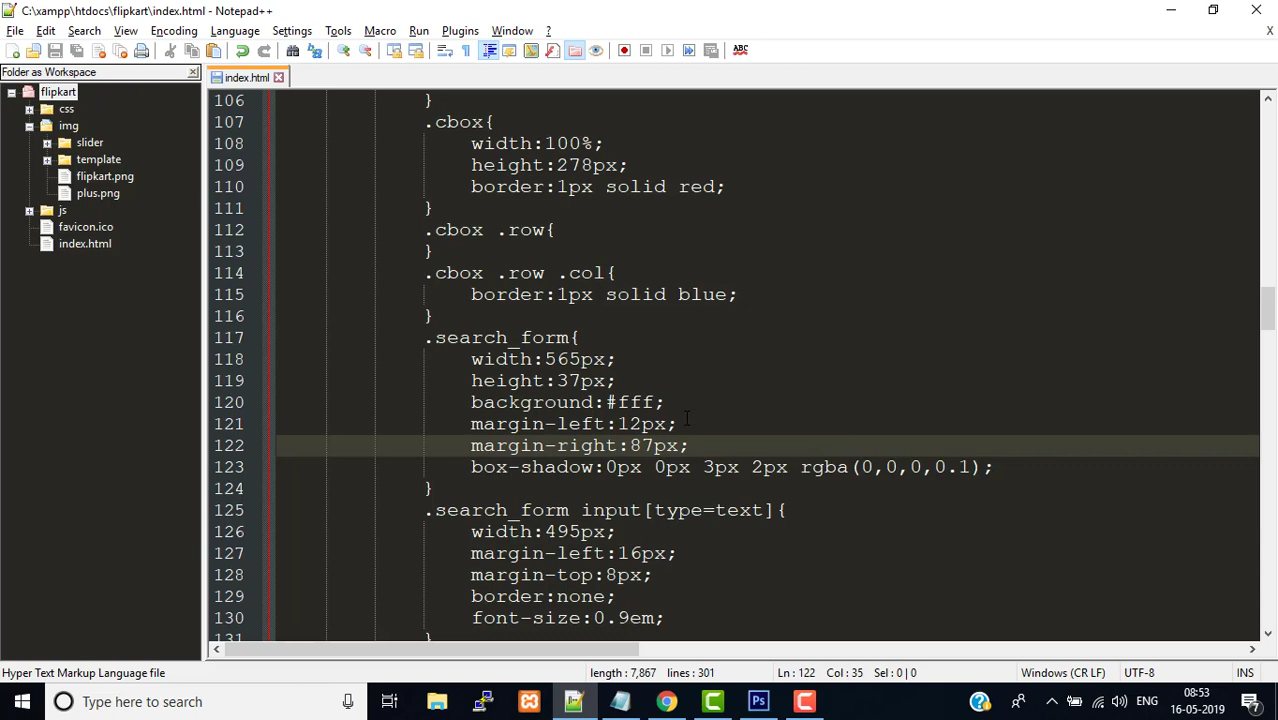 C:\xampp\htdocs\flipkart\index.html - Notepad++
File Edit Search View Encoding Language Settings Tools Macro Run Plugins Window ? X
ABC
Folder as Workspace
index.html
flipkart
css
img
slider
template
flipkart.png
plus.png
js
favicon.ico
index.html
106 }
107 .cbox{
108 width:100%;
109 height:278px;
110 border:1px solid red;
111 }
112 .cbox .row{
113 }
114 .cbox .row .col{
115 border:1px solid blue;
116 }
117 .search_form{
118 width:565px;
119 height:37px;
120 background:#fff;
121 margin-left:12px;
122 margin-right:87px;
123 box-shadow:0px 0px 3px 2px rgba(0,0,0,0.1);
124 }
125 .search_form input[type=text]{
126 width:495px;
127 margin-left:16px;
128 margin-top:8px;
129 border:none;
130 font-size:0.9em;
131 }
Hyper Text Markup Language file length : 7,867 lines : 301 Ln : 122 Col : 35 Sel : 0 | 0 Windows (CR LF) UTF-8 INS
Type here to search Ps ENG 08:53 16-05-2019 7